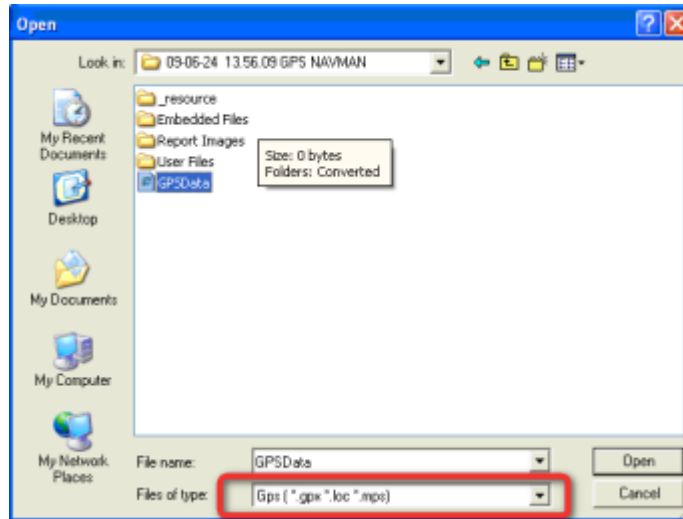 Open
Look in:
09-06-24 13.56.09 GPS NAVMAN
_resource
Embedded Files
Report Images
User Files
GPSData
Size: 0 bytes
Folders: Converted
My Recent
Documents
Desktop
My Documents
My Computer
My Network
Places
File name:
GPSData
Open
Files of type:
Gps ( *.gpx *.loc *.mps)
Cancel